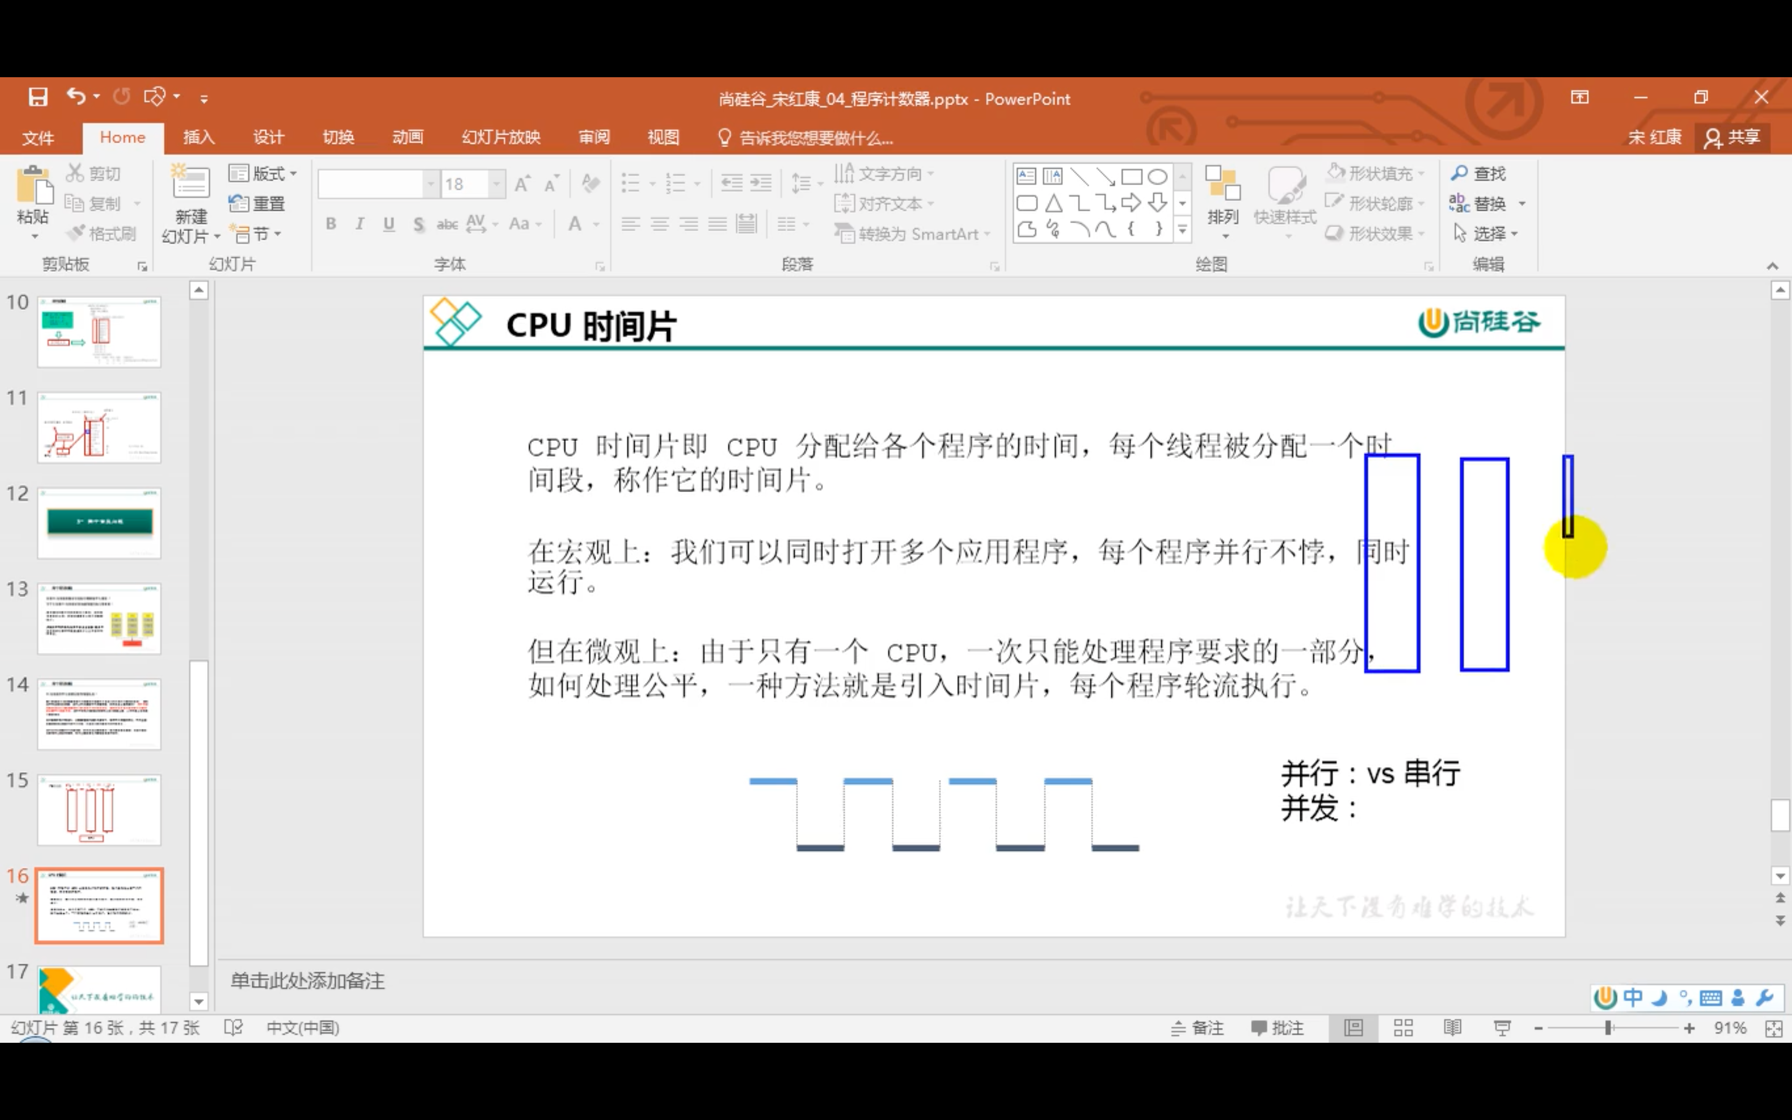 尚硅谷_宋红康_04_程序计数器.pptx - PowerPoint
文件 Home 插入 设计 切换 动画 幻灯片放映 审阅 视图 告诉我您想要做什么... 宋 红康 共享
粘贴 剪切 复制 格式刷
剪贴板
新建 幻灯片 版式 重置 节
幻灯片
18
B I U S abc AV Aa A
字体
文字方向
对齐文本
转换为 SmartArt
段落
排列 快速样式 形状填充 形状轮廓 形状效果
绘图
查找
替换
选择
编辑
10
11
12
13
14
15
16
17
CPU 时间片
尚硅谷
CPU 时间片即 CPU 分配给各个程序的时间，每个线程被分配一个时
间段，称作它的时间片。
在宏观上：我们可以同时打开多个应用程序，每个程序并行不悖，同时
运行。
但在微观上：由于只有一个 CPU，一次只能处理程序要求的一部分，
如何处理公平，一种方法就是引入时间片，每个程序轮流执行。
并行：vs 串行
并发：
让天下没有难学的技术
单击此处添加备注
中
幻灯片 第 16 张，共 17 张 中文(中国) 备注 批注 91%